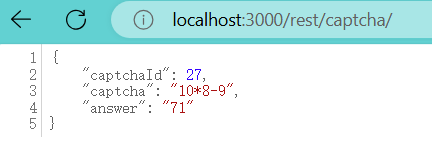 localhost:3000/rest/captcha/
1 {
2 "captchaId": 27,
3 "captcha": "10*8-9",
4 "answer": "71"
5 }